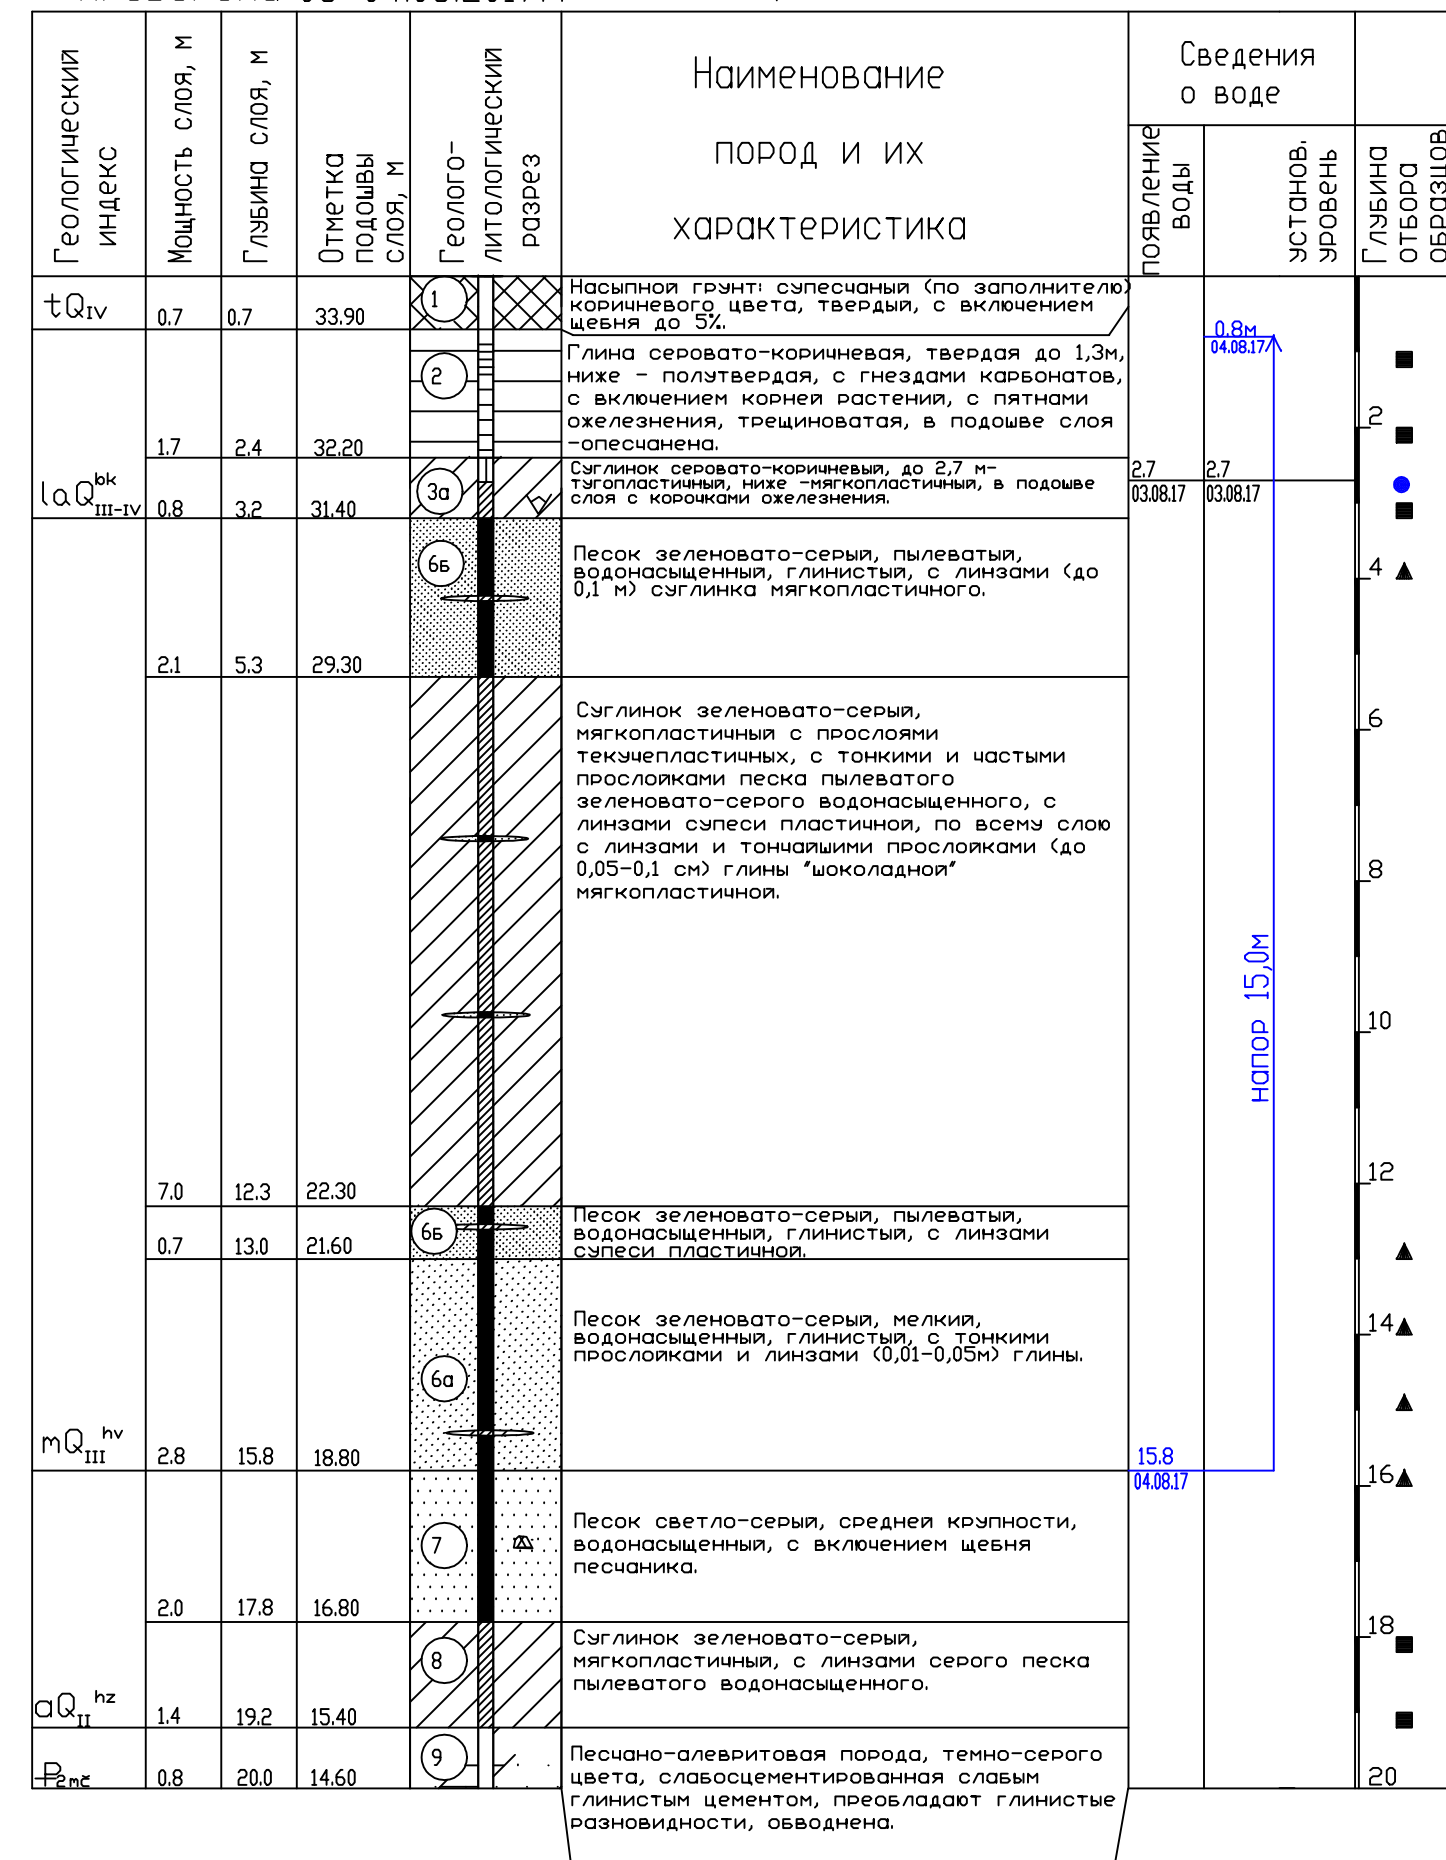 Геологический
индекс
Мощность слоя, м
Глубина слоя, м
Отметка
подошвы
слоя, м
Геолого-
литологический
разрез
Наименование
пород и их
характеристика
Сведения
о воде
появление
воды
установ.
уровень
Глубина
отбора
образцов
tQIV
0.7
0.7
33.90
1
Насыпной грунт: супесчаный (по заполнителю)
коричневого цвета, твердый, с включением
щебня до 5%.
0.8м
04.08.17
2
Глина серовато-коричневая, твердая до 1,3м,
ниже - полутвердая, с гнездами карбонатов,
с включением корней растений, с пятнами
ожелезнения, трещиноватая, в подошве слоя
-опесчанена.
1.7
2.4
32.20
2
laQ bk III-IV
0.8
3.2
31.40
3а
Суглинок серовато-коричневый, до 2,7 м-
тугопластичный, ниже -мягкопластичный, в подошве
слоя с корочками ожелезнения.
2.7
03.08.17
2.7
03.08.17
6б
Песок зеленовато-серый, пылеватый,
водонасыщенный, глинистый, с линзами (до
0,1 м) суглинка мягкопластичного.
4
2.1
5.3
29.30
Суглинок зеленовато-серый,
мягкопластичный с прослоями
текучепластичных, с тонкими и частыми
прослойками песка пылеватого
зеленовато-серого водонасыщенного, с
линзами супеси пластичной, по всему слою
с линзами и тончайшими прослойками (до
0,05-0,1 см) глины "шоколадной"
мягкопластичной.
6
8
напор 15,0м
10
12
7.0
12.3
22.30
6б
Песок зеленовато-серый, пылеватый,
водонасыщенный, глинистый, с линзами
супеси пластичной.
0.7
13.0
21.60
Песок зеленовато-серый, мелкий,
водонасыщенный, глинистый, с тонкими
прослойками и линзами (0,01-0,05м) глины.
14
6а
mQ III hv
2.8
15.8
18.80
15.8
04.08.17
16
7
Песок светло-серый, средней крупности,
водонасыщенный, с включением щебня
песчаника.
2.0
17.8
16.80
18
8
Суглинок зеленовато-серый,
мягкопластичный, с линзами серого песка
пылеватого водонасыщенного.
aQ II hz
1.4
19.2
15.40
9
Песчано-алевритовая порода, темно-серого
цвета, слабосцементированная слабым
глинистым цементом, преобладают глинистые
разновидности, обводнена.
P2mč
0.8
20.0
14.60
20